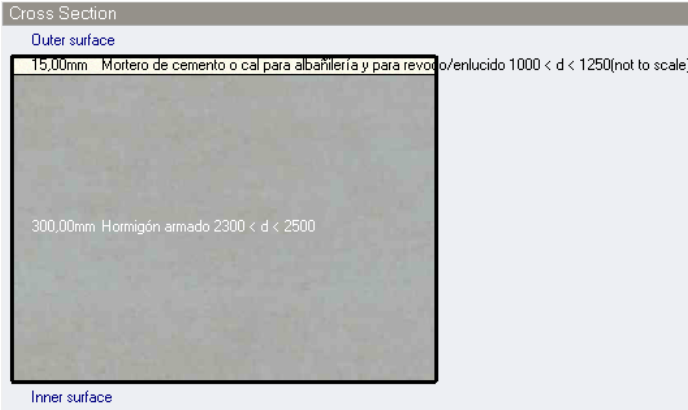 Cross Section
Outer surface
15,00mm Mortero de cemento o cal para albañilería y para revoco/enlucido 1000 < d < 1250(not to scale)
300,00mm Hormigón armado 2300 < d < 2500
Inner surface